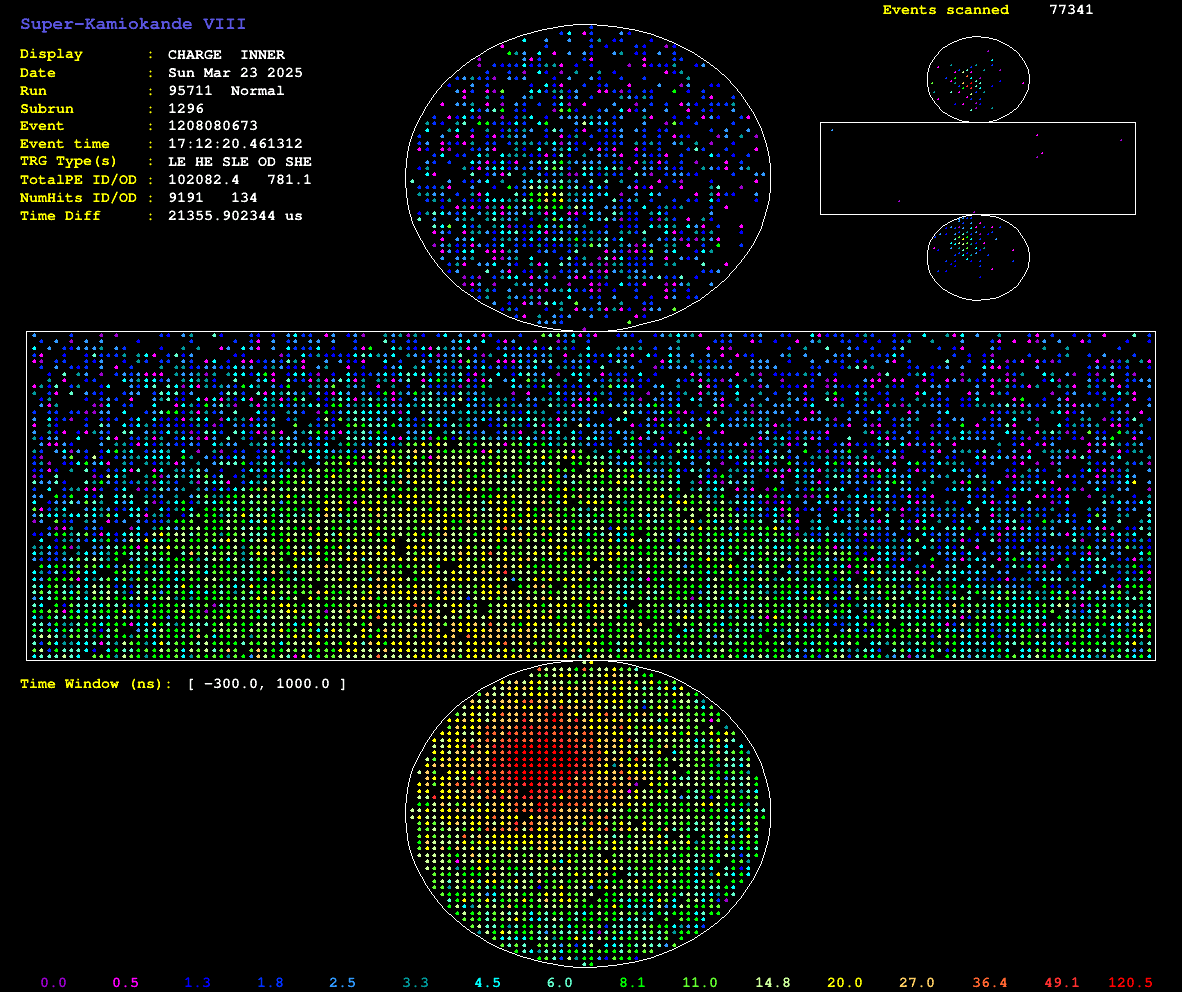 Super-Kamiokande VIII
Events scanned 77341
Display : CHARGE INNER
Date : Sun Mar 23 2025
Run : 95711 Normal
Subrun : 1296
Event : 1208080673
Event time : 17:12:20.461312
TRG Type(s) : LE HE SLE OD SHE
TotalPE ID/OD : 102082.4 781.1
NumHits ID/OD : 9191 134
Time Diff : 21355.902344 us
Time Window (ns): [ −300.0, 1000.0 ]
0.0 0.5 1.3 1.8 2.5 3.3 4.5 6.0 8.1 11.0 14.8 20.0 27.0 36.4 49.1 120.5